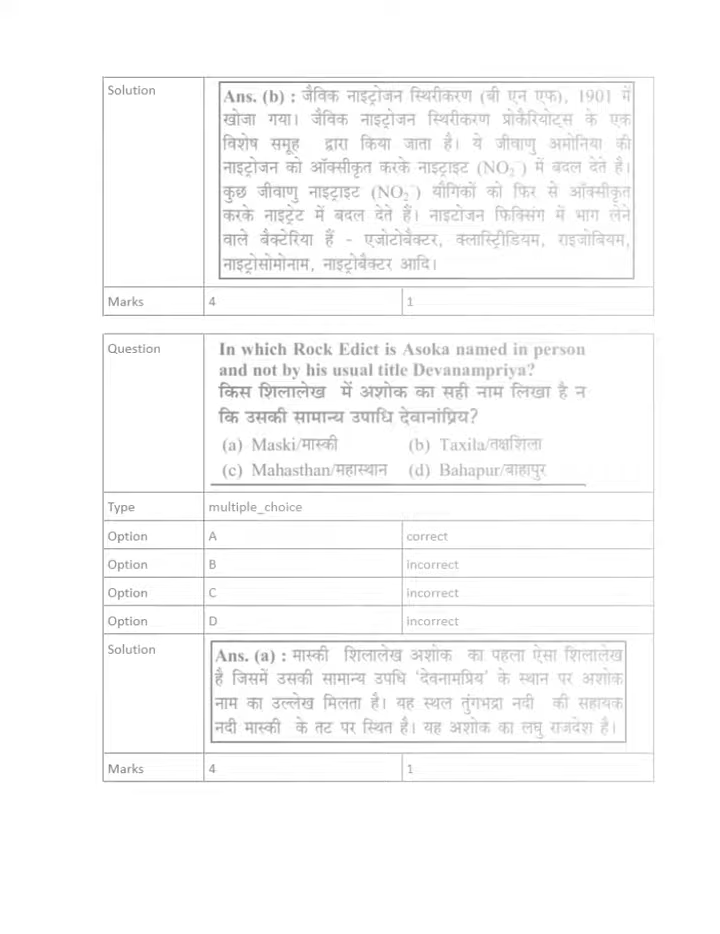 Solution
Ans. (b) : जैविक नाइट्रोजन स्थिरीकरण (बी एन एफ), 1901 में
खोजा गया। जैविक नाइट्रोजन स्थिरीकरण प्रोकैरियोट्स के एक
विशेष समूह द्वारा किया जाता है। ये जीवाणु अमोनिया की
नाइट्रोजन को ऑक्सीकृत करके नाइट्राइट (NO₂⁻) में बदल देते है।
कुछ जीवाणु नाइट्राइट (NO₂⁻) यौगिकों को फिर से ऑक्सीकृत
करके नाइट्रेट में बदल देते हैं। नाइटोजन फिक्सिंग में भाग लेने
वाले बैक्टेरिया हैं - एजोटोबैक्टर, क्लास्ट्रीडियम, राइजोबियम,
नाइट्रोसोमोनाम, नाइट्रोबैक्टर आदि।
Marks 4 1
Question
In which Rock Edict is Asoka named in person
and not by his usual title Devanampriya?
किस शिलालेख में अशोक का सही नाम लिखा है न
कि उसकी सामान्य उपाधि देवानांप्रिय?
(a) Maski/मास्की (b) Taxila/तक्षशिला
(c) Mahasthan/महास्थान (d) Bahapur/बाहापुर
Type multiple_choice
Option A correct
Option B incorrect
Option C incorrect
Option D incorrect
Solution
Ans. (a) : मास्की शिलालेख अशोक का पहला ऐसा शिलालेख
है जिसमें उसकी सामान्य उपधि 'देवनामप्रिय' के स्थान पर अशोक
नाम का उल्लेख मिलता है। यह स्थल तुंगभद्रा नदी की सहायक
नदी मास्की के तट पर स्थित है। यह अशोक का लघु राजदेश है।
Marks 4 1